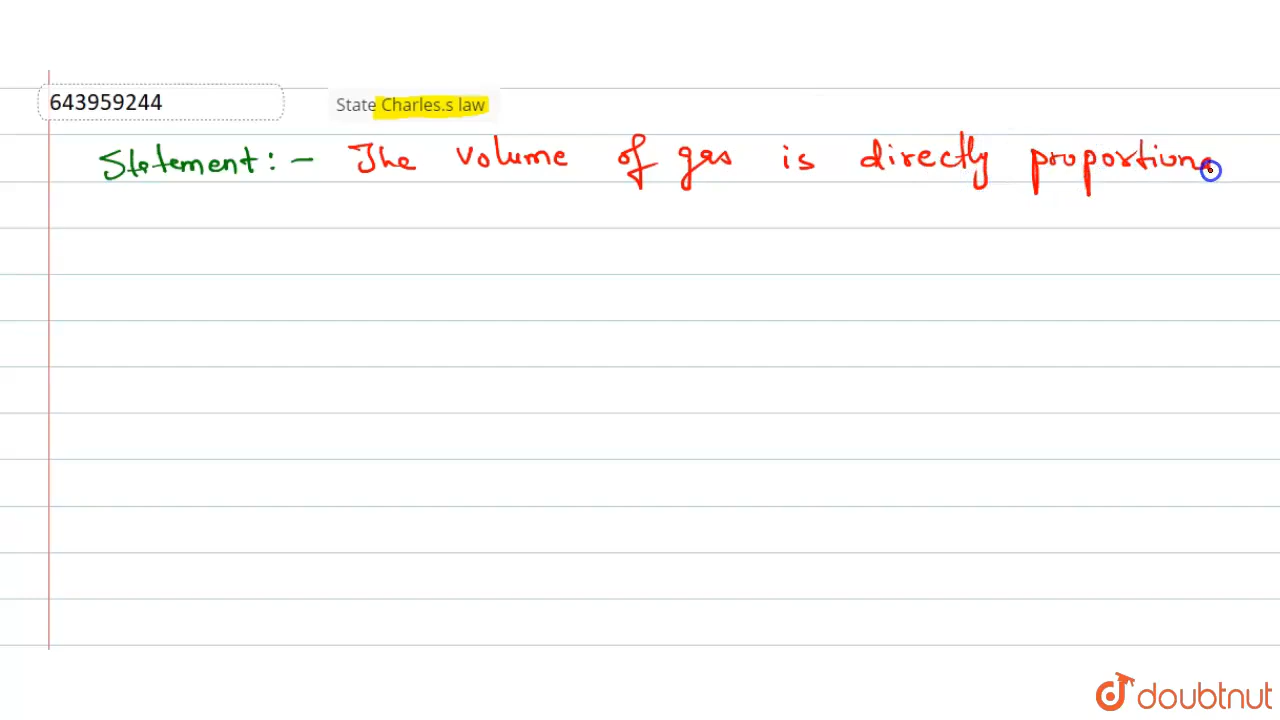 643959244
State Charles.s law
Statement:- The volume of gas is directly proportiona
doubtnut